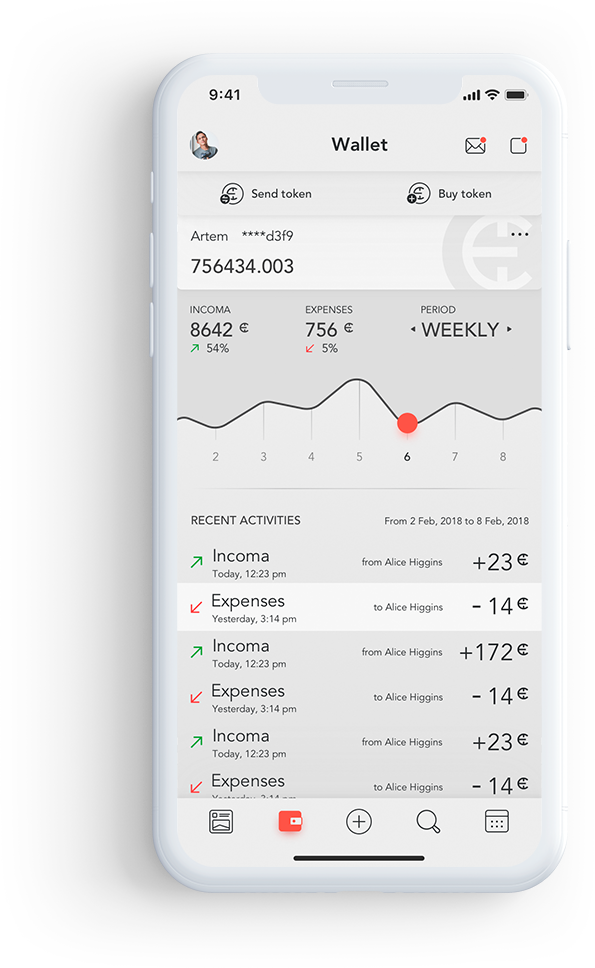 9:41
Wallet
Send token Buy token
Artem ****d3f9
756434.003
INCOMA EXPENSES PERIOD
8642 756 WEEKLY
54% 5%
2 3 4 5 6 7 8
RECENT ACTIVITIES From 2 Feb, 2018 to 8 Feb, 2018
Incoma from Alice Higgins +23
Today, 12:23 pm
Expenses to Alice Higgins - 14
Yesterday, 3:14 pm
Incoma from Alice Higgins +172
Today, 12:23 pm
Expenses to Alice Higgins - 14
Yesterday, 3:14 pm
Incoma from Alice Higgins +23
Today, 12:23 pm
Expenses to Alice Higgins - 14
Yesterday, 3:14 pm